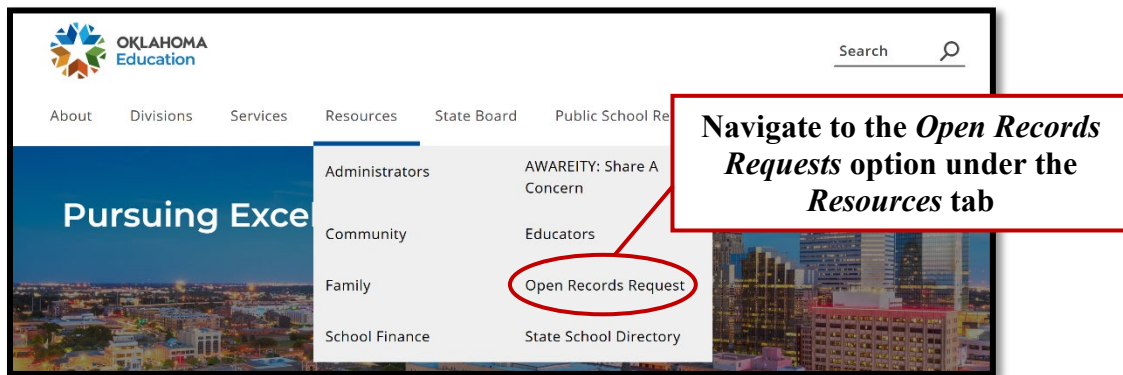 OKLAHOMA
Education
Search
About Divisions Services Resources State Board Public School Re
Navigate to the Open Records
Requests option under the
Resources tab
Pursuing Excel
Administrators
AWAREITY: Share A
Concern
Community
Educators
Family
Open Records Request
School Finance
State School Directory